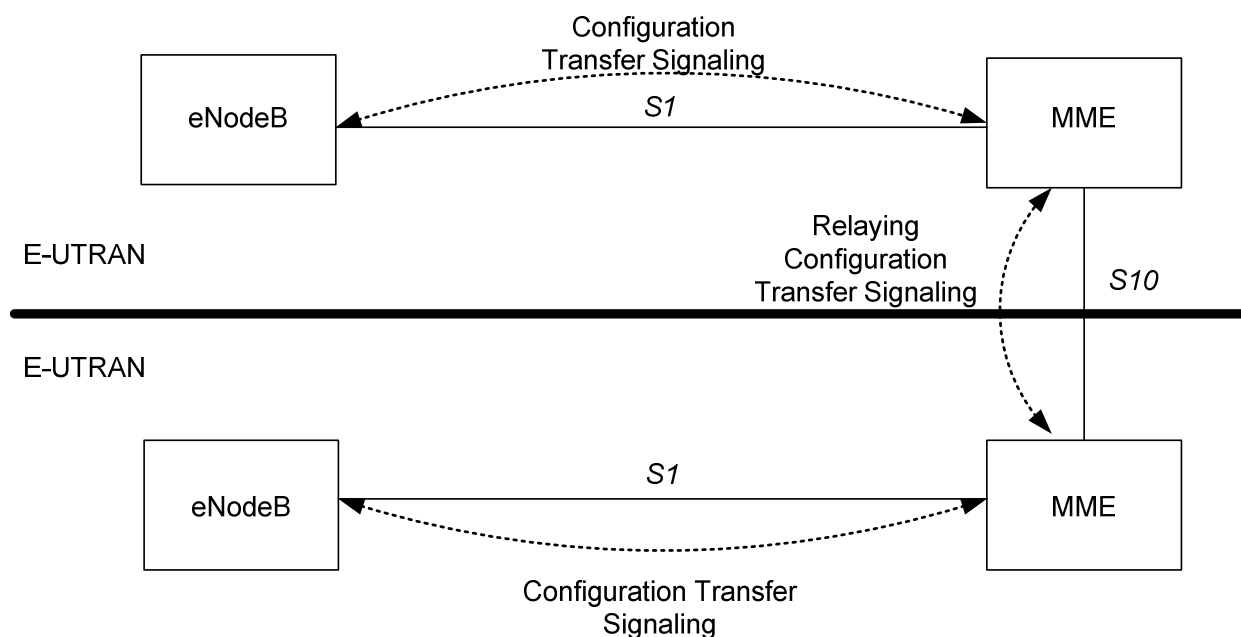 Configuration
Transfer Signaling
eNodeB
S1
MME
Relaying
Configuration
Transfer Signaling
E-UTRAN
S10
E-UTRAN
eNodeB
S1
MME
Configuration Transfer
Signaling